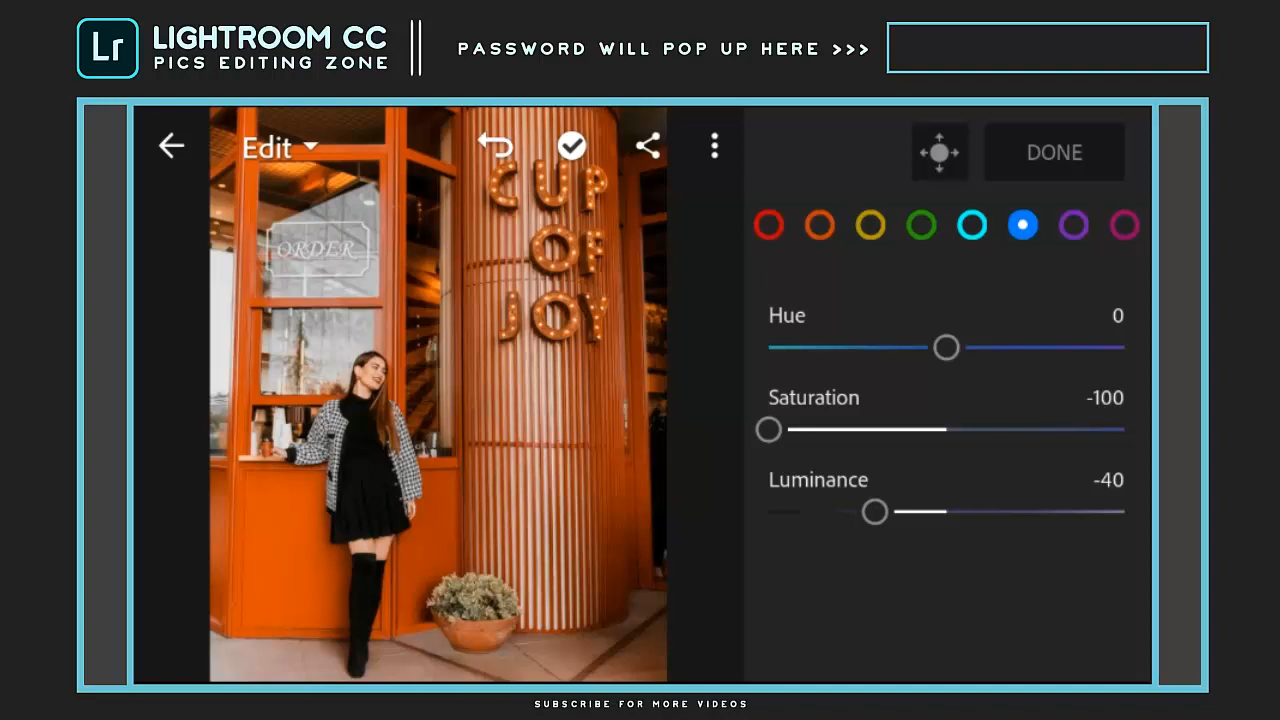 Lr
LIGHTROOM CC
PICS EDITING ZONE
PASSWORD WILL POP UP HERE >>>
Edit
DONE
CUP
OF
JOY
ORDER
Hue 0
Saturation -100
Luminance -40
SUBSCRIBE FOR MORE VIDEOS